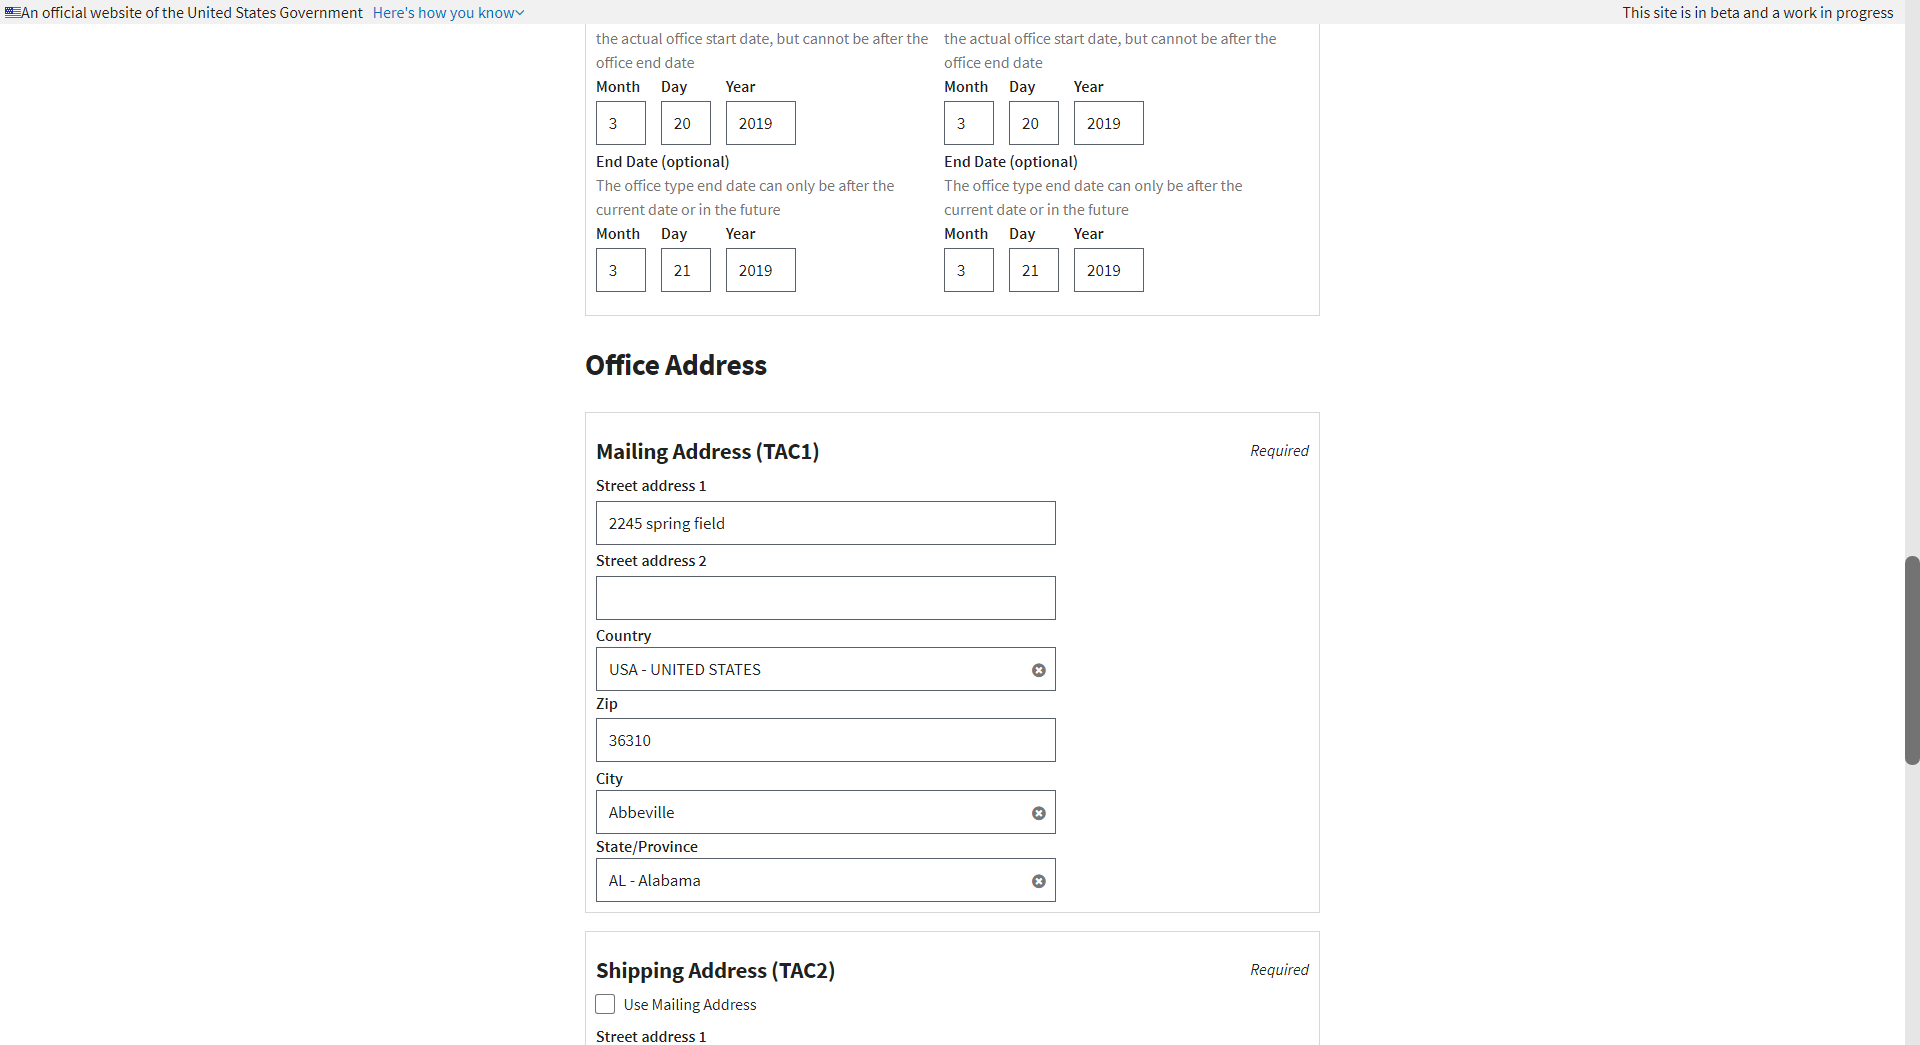 An official website of the United States Government Here's how you know
This site is in beta and a work in progress
the actual office start date, but cannot be after the
office end date
Month Day Year
3 20 2019
End Date (optional)
The office type end date can only be after the
current date or in the future
Month Day Year
3 21 2019
the actual office start date, but cannot be after the
office end date
Month Day Year
3 20 2019
End Date (optional)
The office type end date can only be after the
current date or in the future
Month Day Year
3 21 2019
Office Address
Mailing Address (TAC1)
Required
Street address 1
2245 spring field
Street address 2
Country
USA - UNITED STATES
Zip
36310
City
Abbeville
State/Province
AL - Alabama
Shipping Address (TAC2)
Required
Use Mailing Address
Street address 1